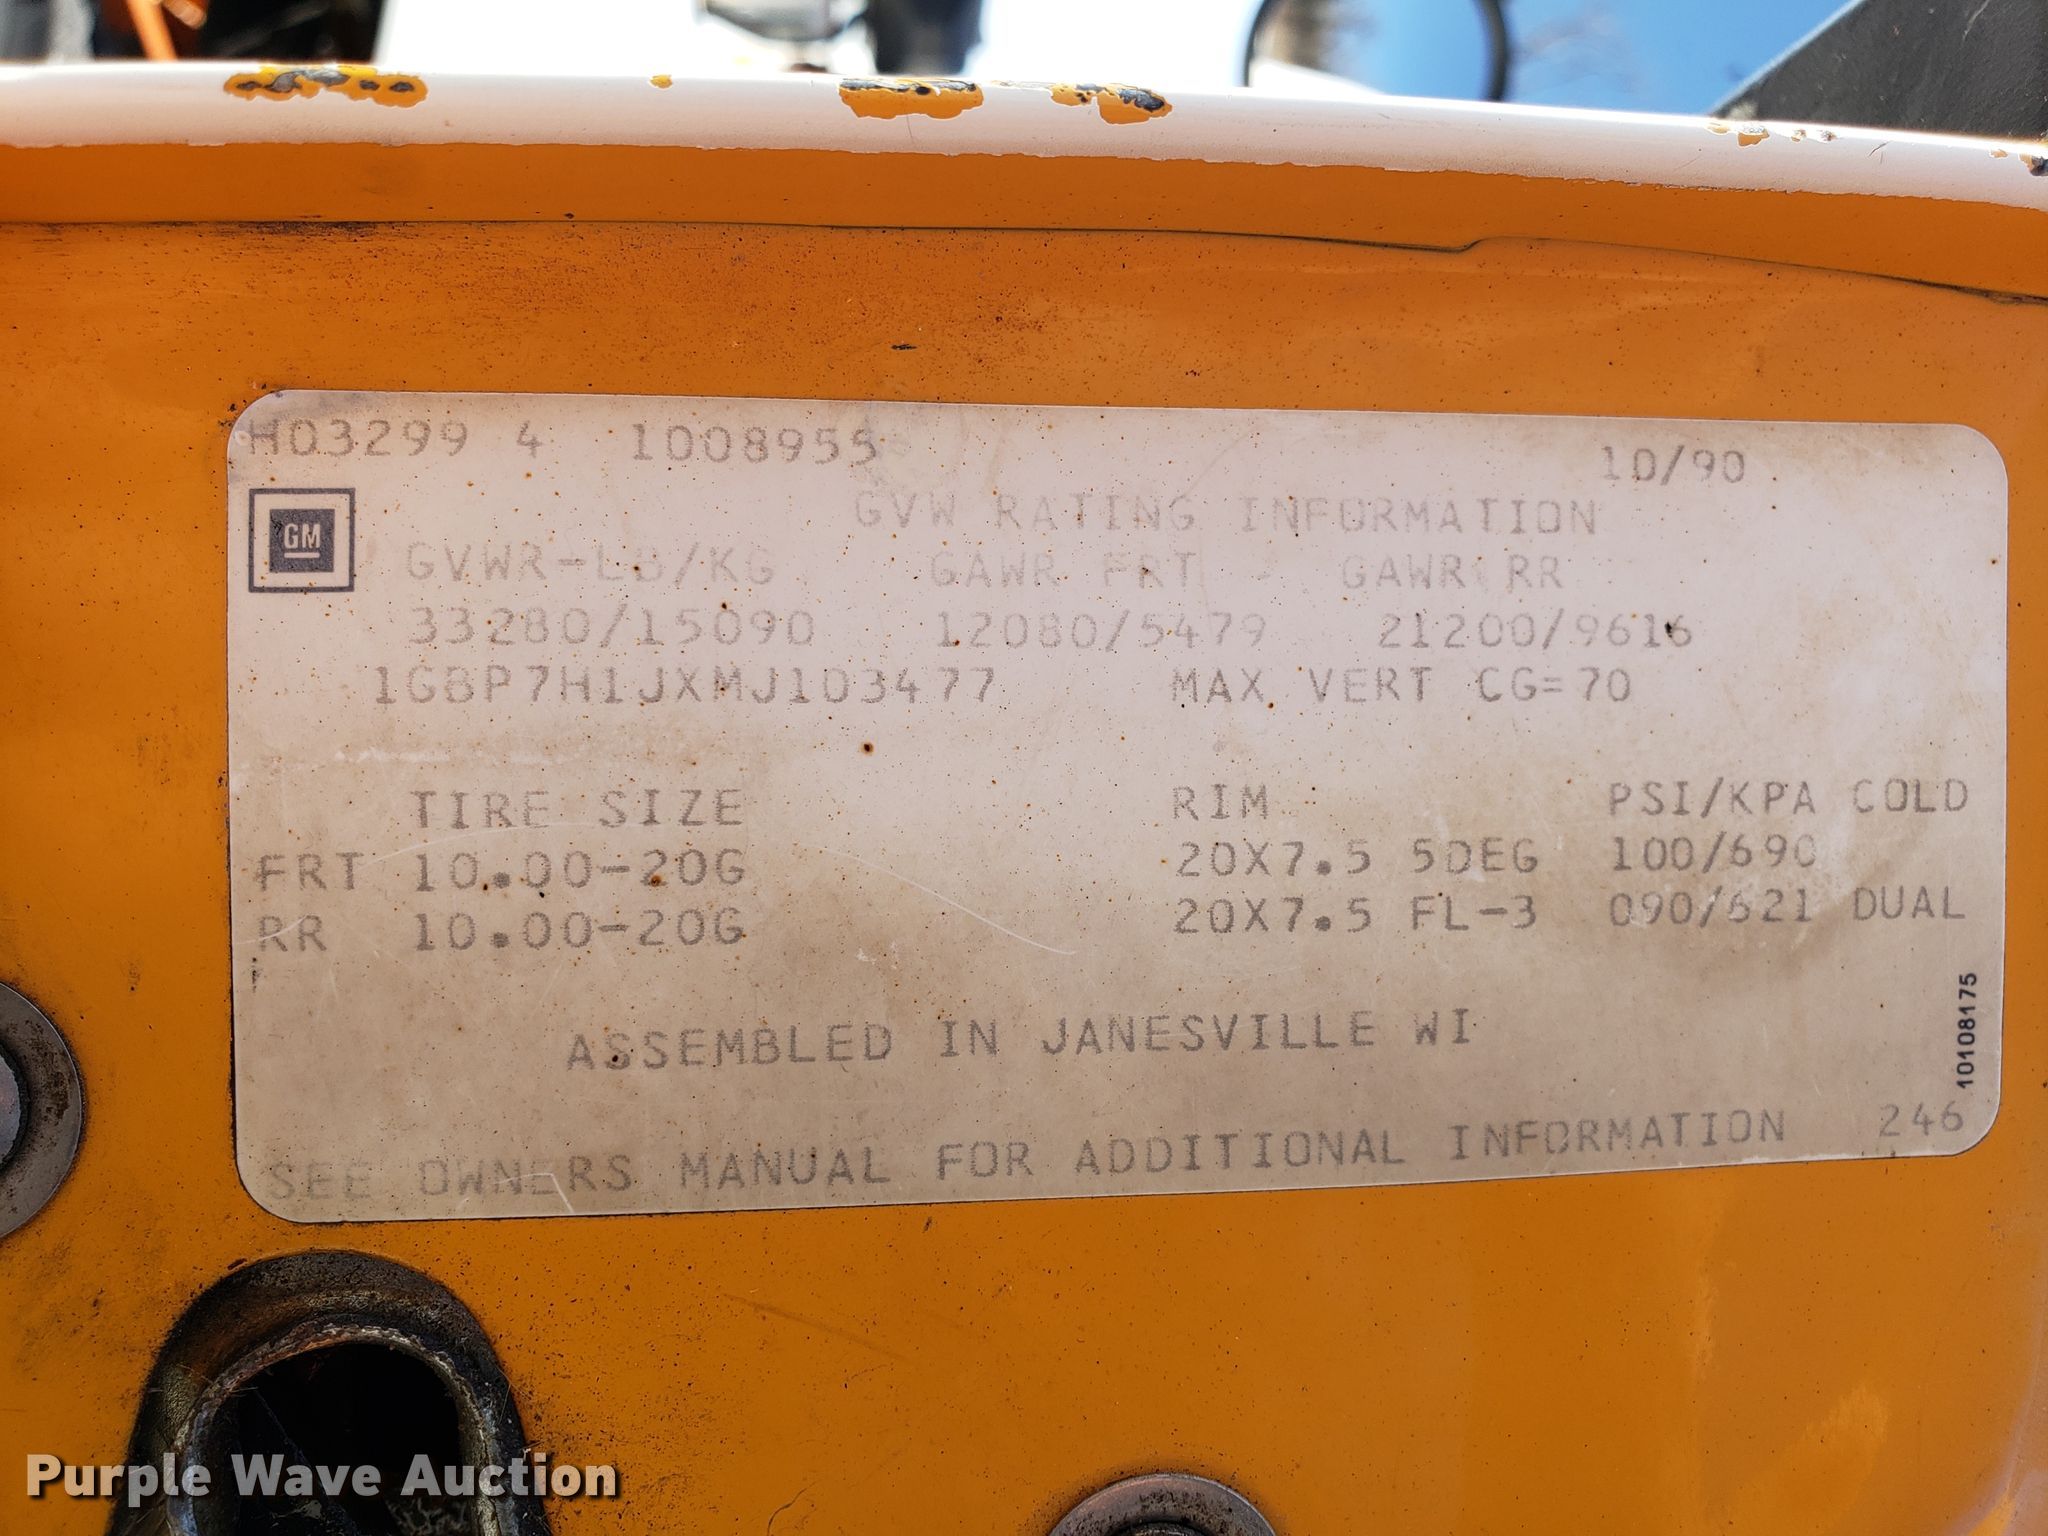 H03299 4 1008955 10/90
GM
GVW RATING INFORMATION
GVWR-LB/KG GAWR FRT - GAWR RR
33280/15090 12080/5479 21200/9616
1GBP7H1JXMJ103477 MAX VERT CG=70
TIRE SIZE RIM PSI/KPA COLD
FRT 10.00-20G 20X7.5 5DEG 100/690
RR 10.00-20G 20X7.5 FL-3 090/621 DUAL
10108175
ASSEMBLED IN JANESVILLE WI
SEE OWNERS MANUAL FOR ADDITIONAL INFORMATION 246
Purple Wave Auction